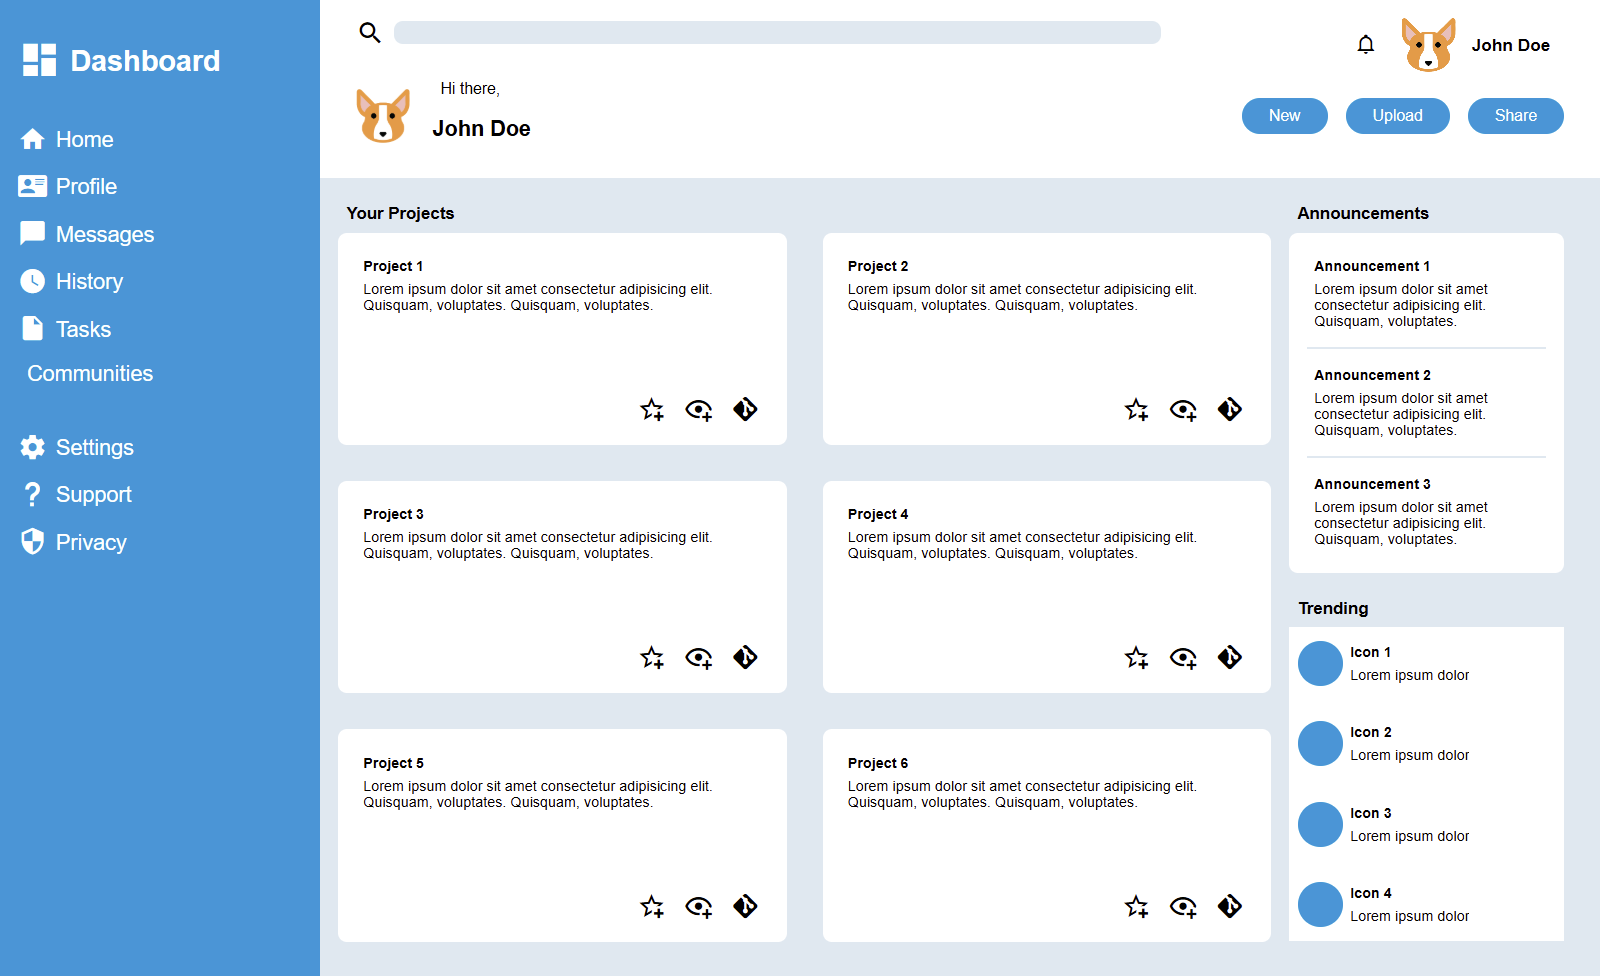 Dashboard
Home
Profile
Messages
History
Tasks
Communities
Settings
Support
Privacy
John Doe
Hi there,
John Doe
New
Upload
Share
Your Projects
Project 1
Lorem ipsum dolor sit amet consectetur adipisicing elit.
Quisquam, voluptates. Quisquam, voluptates.
Project 2
Lorem ipsum dolor sit amet consectetur adipisicing elit.
Quisquam, voluptates. Quisquam, voluptates.
Project 3
Lorem ipsum dolor sit amet consectetur adipisicing elit.
Quisquam, voluptates. Quisquam, voluptates.
Project 4
Lorem ipsum dolor sit amet consectetur adipisicing elit.
Quisquam, voluptates. Quisquam, voluptates.
Project 5
Lorem ipsum dolor sit amet consectetur adipisicing elit.
Quisquam, voluptates. Quisquam, voluptates.
Project 6
Lorem ipsum dolor sit amet consectetur adipisicing elit.
Quisquam, voluptates. Quisquam, voluptates.
Announcements
Announcement 1
Lorem ipsum dolor sit amet
consectetur adipisicing elit.
Quisquam, voluptates.
Announcement 2
Lorem ipsum dolor sit amet
consectetur adipisicing elit.
Quisquam, voluptates.
Announcement 3
Lorem ipsum dolor sit amet
consectetur adipisicing elit.
Quisquam, voluptates.
Trending
Icon 1
Lorem ipsum dolor
Icon 2
Lorem ipsum dolor
Icon 3
Lorem ipsum dolor
Icon 4
Lorem ipsum dolor